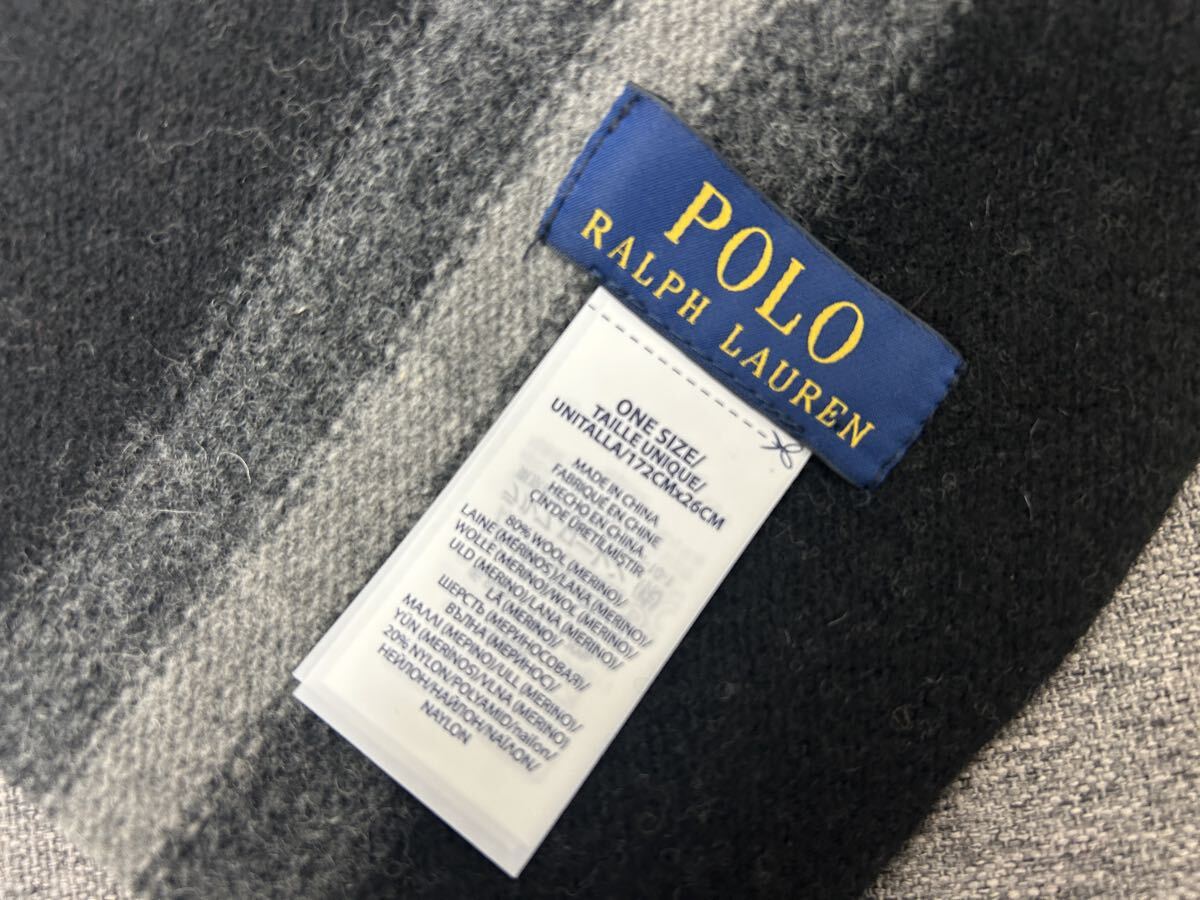 POLO
RALPH LAUREN
ONE SIZE/
TAILLE UNIQUE/
UNITALLA/172CMx26CM
MADE IN CHINA
FABRIQUÉ EN CHINE
HECHO EN CHINA
ÇİN'DE ÜRETİLMİŞTİR
80% WOOL (MERINO)/
LAINE (MÉRINOS)/LANA (MERINO)/
WOLLE (MERINO)/WOL (MERINO)/
ULD (MERINO)/LANA (MERINO)/
LÃ (MERINO)/
ШЕРСТЬ (МЕРИНОСОВАЯ)/
ВЪЛНА (МЕРИНОС)/
ΜΑΛΛΙ (ΜΕΡΙΝΟ)/ULL (MERINO)/
YÜN (MERİNOS)/VLNA (MERINO)
20% NYLON/POLYAMID/nailon/
НЕЙЛОН/НАЙЛОН/ΝΑΪΛΟΝ/
NAYLON